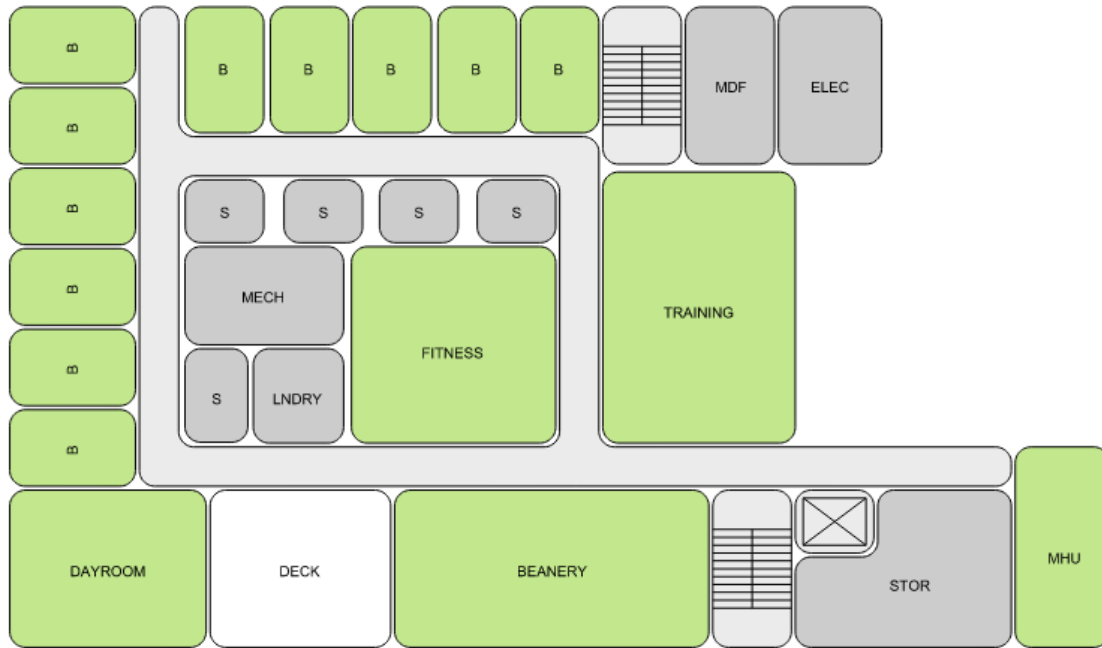 B
B
B
B
B
B
MDF
ELEC
B
B
S
S
S
S
B
MECH
TRAINING
FITNESS
B
S
LNDRY
B
DAYROOM
DECK
BEANERY
STOR
MHU